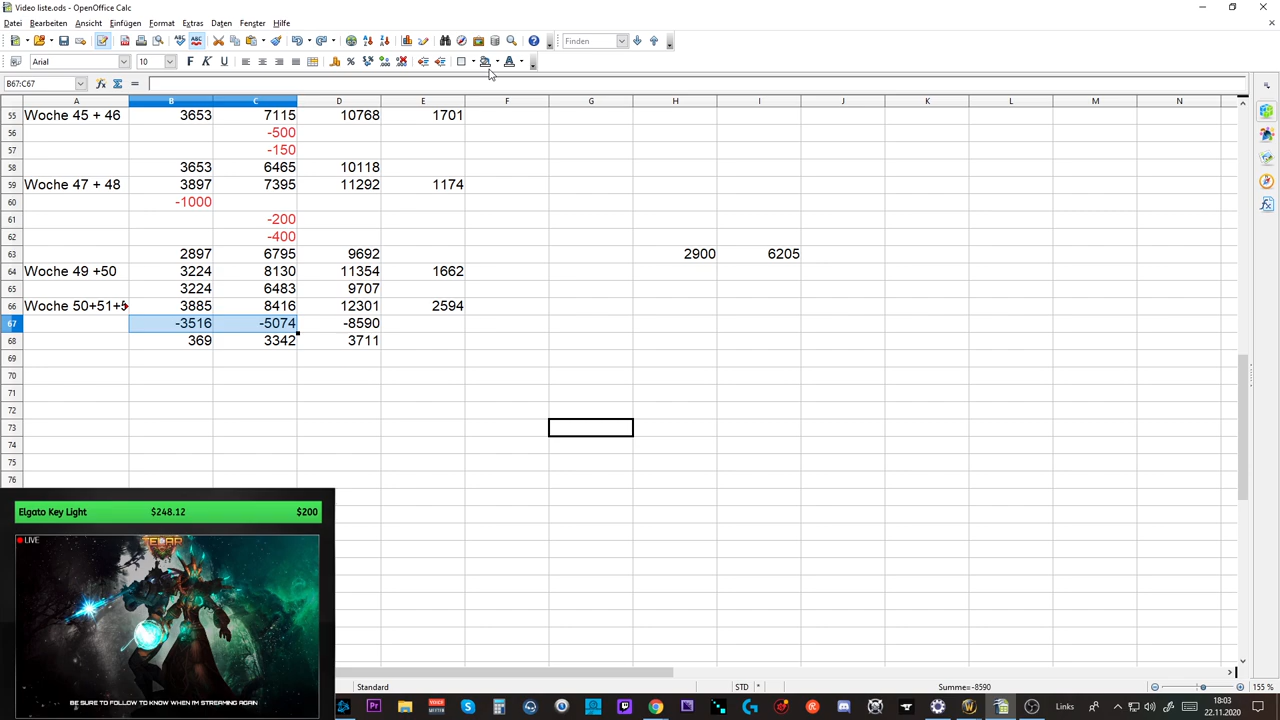 Video liste.ods - OpenOffice Calc
Datei Bearbeiten Ansicht Einfügen Format Extras Daten Fenster Hilfe
Finden
Arial 10
B67:C67
A B C D E F G H I J K L M N
55 Woche 45 + 46 3653 7115 10768 1701
56 -500
57 -150
58 3653 6465 10118
59 Woche 47 + 48 3897 7395 11292 1174
60 -1000
61 -200
62 -400
63 2897 6795 9692 2900 6205
64 Woche 49 +50 3224 8130 11354 1662
65 3224 6483 9707
66 Woche 50+51+5 3885 8416 12301 2594
67 -3516 -5074 -8590
68 369 3342 3711
69
70
71
72
73
74
75
76
Elgato Key Light $248.12 $200
LIVE
BE SURE TO FOLLOW TO KNOW WHEN I'M STREAMING AGAIN
Standard STD * Summe=-8590 155 %
Links 18:03
22.11.2020